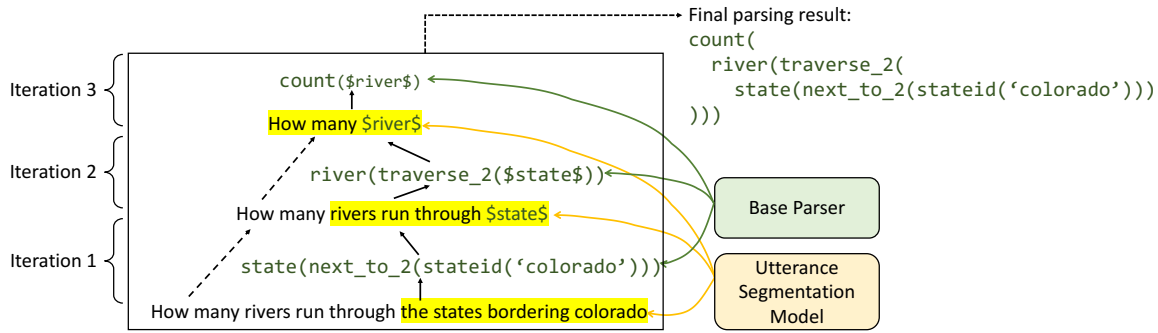 Final parsing result:
count(
river(traverse_2(
state(next_to_2(stateid(‘colorado’)))
)))
Iteration 3
count($river$)
How many $river$
Iteration 2
river(traverse_2($state$))
How many rivers run through $state$
Iteration 1
state(next_to_2(stateid(‘colorado’)))
How many rivers run through the states bordering colorado
Base Parser
Utterance
Segmentation
Model